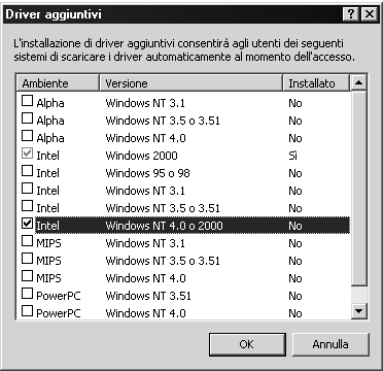 Driver aggiuntivi
L'installazione di driver aggiuntivi consentirà agli utenti dei seguenti
sistemi di scaricare i driver automaticamente al momento dell'accesso.
Ambiente Versione Installato
Alpha Windows NT 3.1 No
Alpha Windows NT 3.5 o 3.51 No
Alpha Windows NT 4.0 No
Intel Windows 2000 Sì
Intel Windows 95 o 98 No
Intel Windows NT 3.1 No
Intel Windows NT 3.5 o 3.51 No
Intel Windows NT 4.0 o 2000 No
MIPS Windows NT 3.1 No
MIPS Windows NT 3.5 o 3.51 No
MIPS Windows NT 4.0 No
PowerPC Windows NT 3.51 No
PowerPC Windows NT 4.0 No
OK Annulla